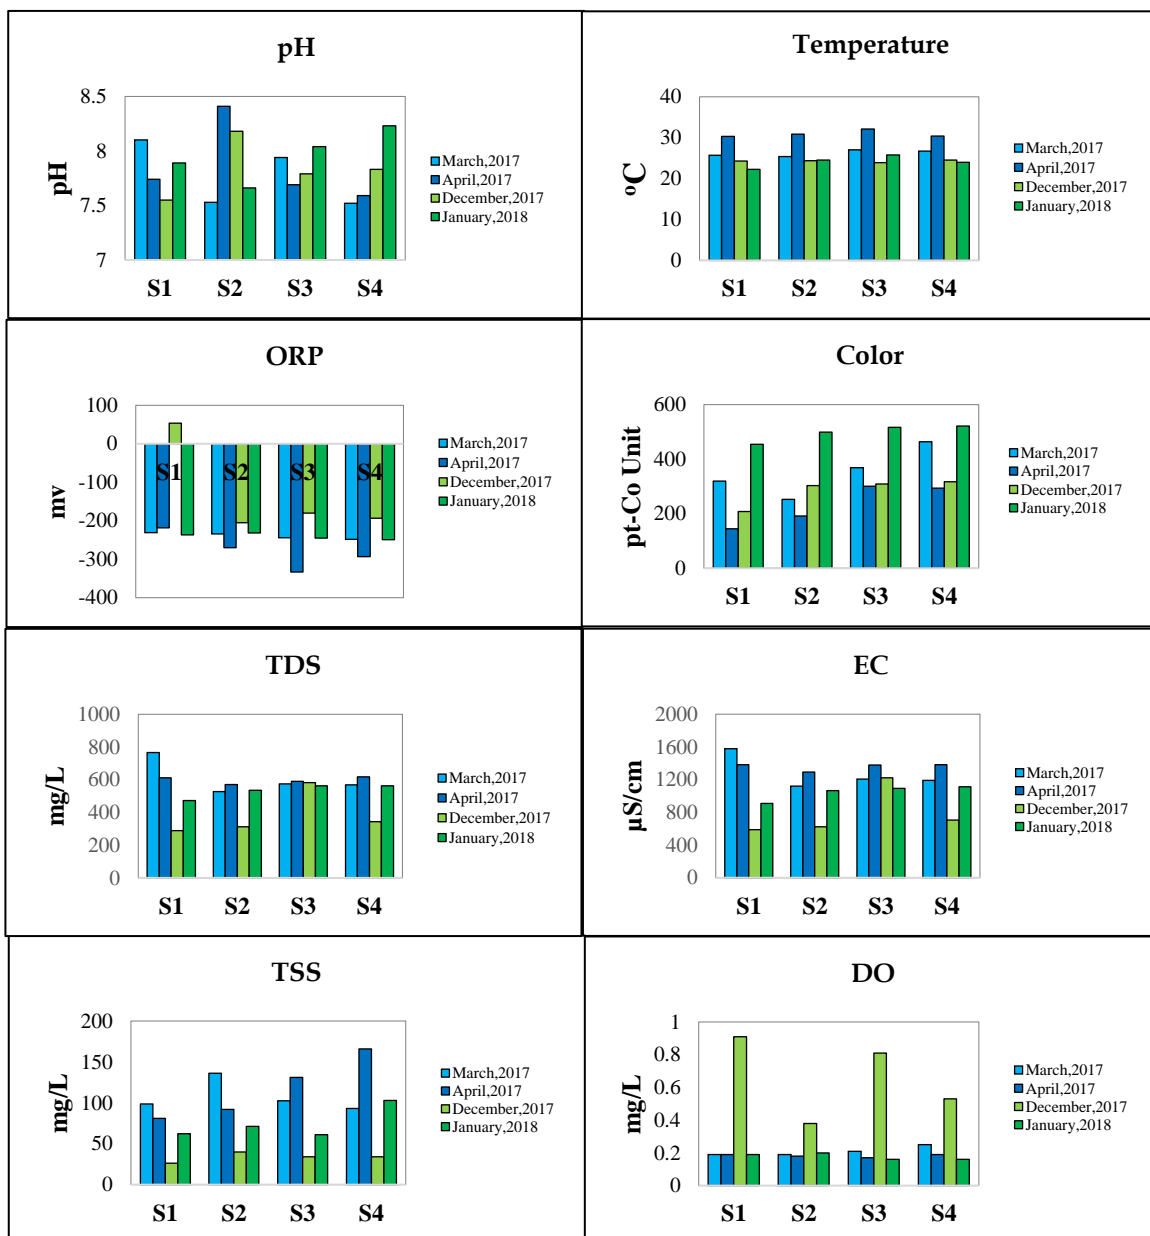 pH
pH
8.5
8
7.5
7
S1 S2 S3 S4
March,2017
April,2017
December,2017
January,2018
Temperature
oC
40
30
20
10
0
S1 S2 S3 S4
March,2017
April,2017
December,2017
January,2018
ORP
mv
100
0
-100
-200
-300
-400
S1 S2 S3 S4
March,2017
April,2017
December,2017
January,2018
Color
pt-Co Unit
600
400
200
0
S1 S2 S3 S4
March,2017
April,2017
December,2017
January,2018
TDS
mg/L
1000
800
600
400
200
0
S1 S2 S3 S4
March,2017
April,2017
December,2017
January,2018
EC
µS/cm
2000
1600
1200
800
400
0
S1 S2 S3 S4
March,2017
April,2017
December,2017
January,2018
TSS
mg/L
200
150
100
50
0
S1 S2 S3 S4
March,2017
April,2017
December,2017
January,2018
DO
mg/L
1
0.8
0.6
0.4
0.2
0
S1 S2 S3 S4
March,2017
April,2017
December,2017
January,2018